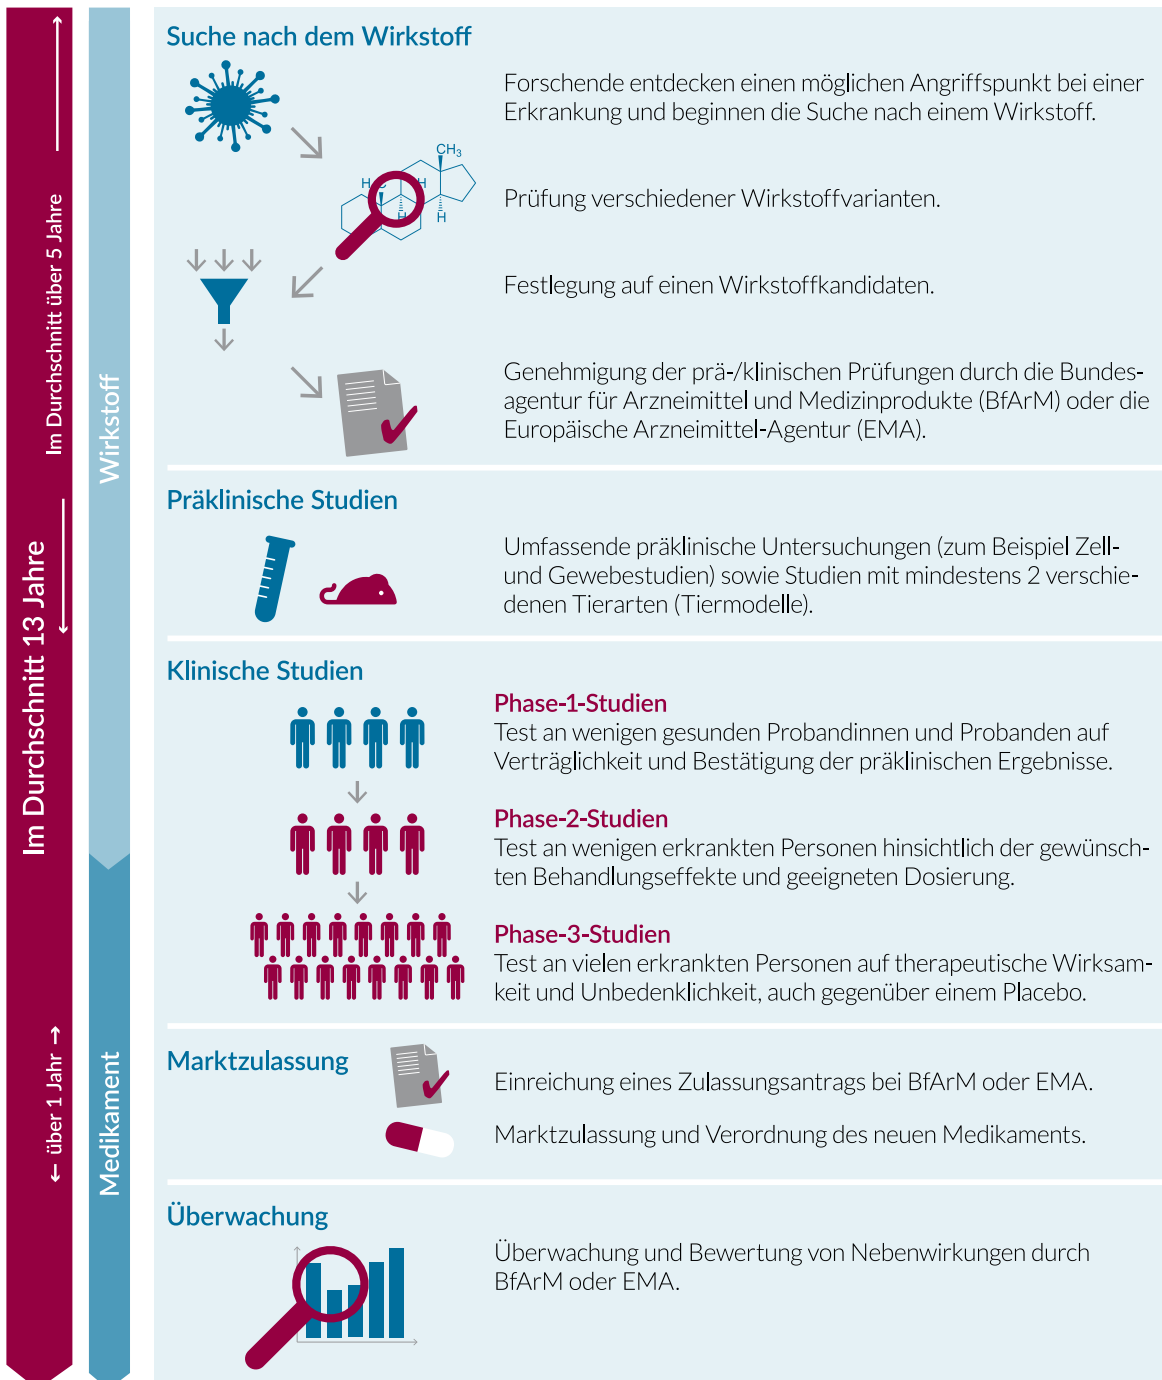 Suche nach dem Wirkstoff
Forschende entdecken einen möglichen Angriffspunkt bei einer
Erkrankung und beginnen die Suche nach einem Wirkstoff.
CH₃
H
H
H
H
Prüfung verschiedener Wirkstoffvarianten.
Festlegung auf einen Wirkstoffkandidaten.
Genehmigung der prä-/klinischen Prüfungen durch die Bundes-
agentur für Arzneimittel und Medizinprodukte (BfArM) oder die
Europäische Arzneimittel-Agentur (EMA).
Präklinische Studien
Umfassende präklinische Untersuchungen (zum Beispiel Zell-
und Gewebestudien) sowie Studien mit mindestens 2 verschie-
denen Tierarten (Tiermodelle).
Klinische Studien
Phase-1-Studien
Test an wenigen gesunden Probandinnen und Probanden auf
Verträglichkeit und Bestätigung der präklinischen Ergebnisse.
Phase-2-Studien
Test an wenigen erkrankten Personen hinsichtlich der gewünsch-
ten Behandlungseffekte und geeigneten Dosierung.
Phase-3-Studien
Test an vielen erkrankten Personen auf therapeutische Wirksam-
keit und Unbedenklichkeit, auch gegenüber einem Placebo.
Marktzulassung
Einreichung eines Zulassungsantrags bei BfArM oder EMA.
Marktzulassung und Verordnung des neuen Medikaments.
Überwachung
Überwachung und Bewertung von Nebenwirkungen durch
BfArM oder EMA.
Im Durchschnitt 13 Jahre
Im Durchschnitt über 5 Jahre
← über 1 Jahr →
Wirkstoff
Medikament